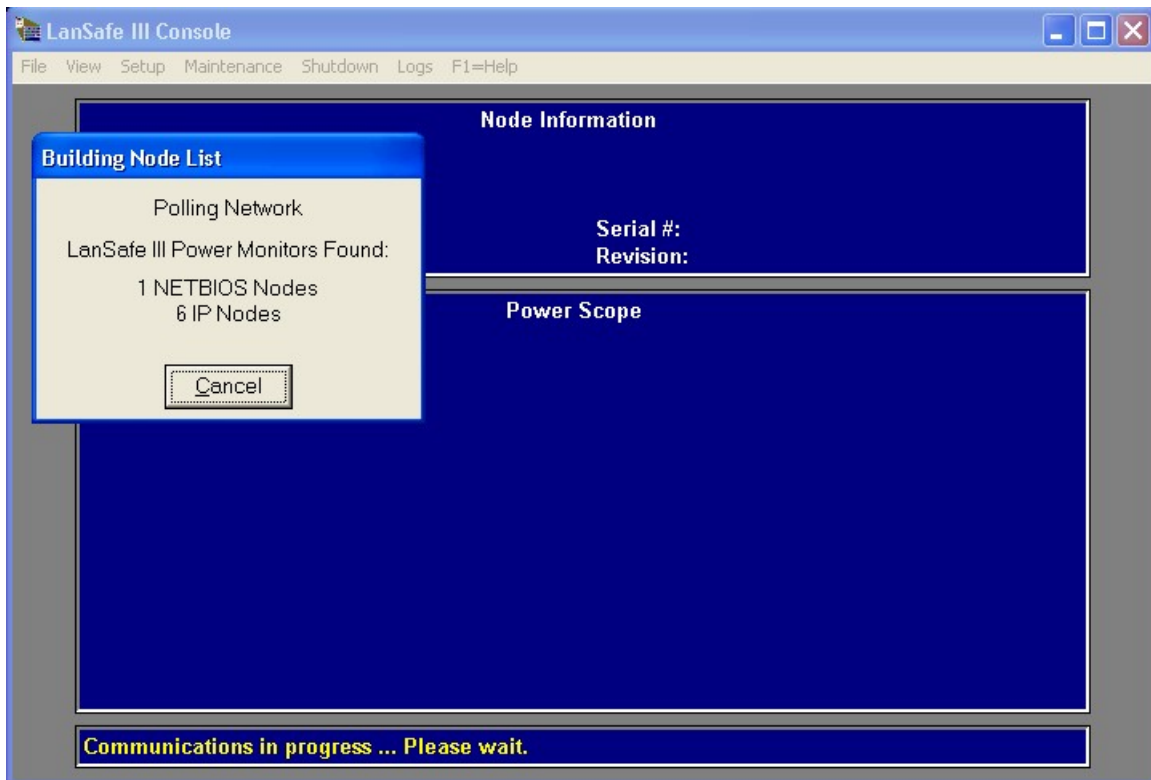 LanSafe III Console
File View Setup Maintenance Shutdown Logs F1=Help
Node Information
Building Node List
Polling Network
LanSafe III Power Monitors Found:
1 NETBIOS Nodes
6 IP Nodes
Cancel
Serial #:
Revision:
Power Scope
Communications in progress ... Please wait.